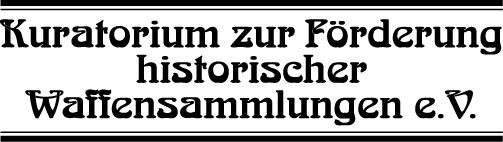 Kuratorium zur Förderung
historischer
Waffensammlungen e.V.